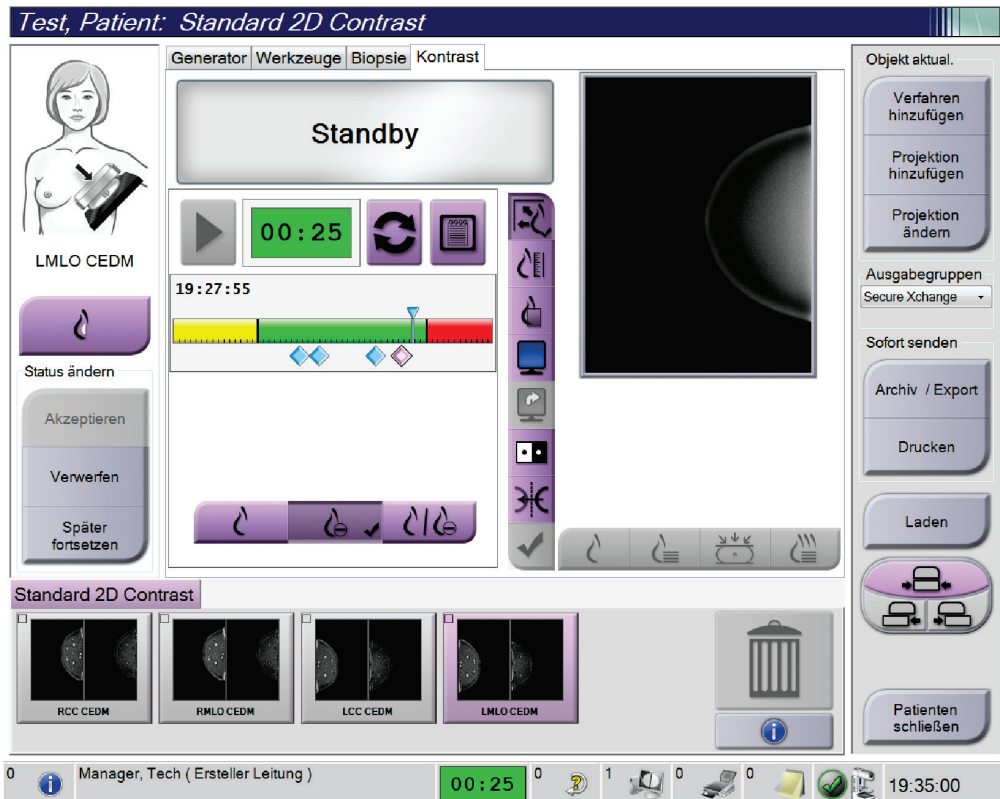 Test, Patient: Standard 2D Contrast
Generator Werkzeuge Biopsie Kontrast
Standby
LMLO CEDM
00:25
19:27:55
Status ändern
Akzeptieren
Verwerfen
Später
fortsetzen
Objekt aktual.
Verfahren
hinzufügen
Projektion
hinzufügen
Projektion
ändern
Ausgabegruppen
Secure Xchange
Sofort senden
Archiv / Export
Drucken
Laden
Patienten
schließen
Standard 2D Contrast
RCC CEDM
RMLO CEDM
LCC CEDM
LMLO CEDM
0 Manager, Tech ( Ersteller Leitung ) 00:25 0 1 0 0 19:35:00